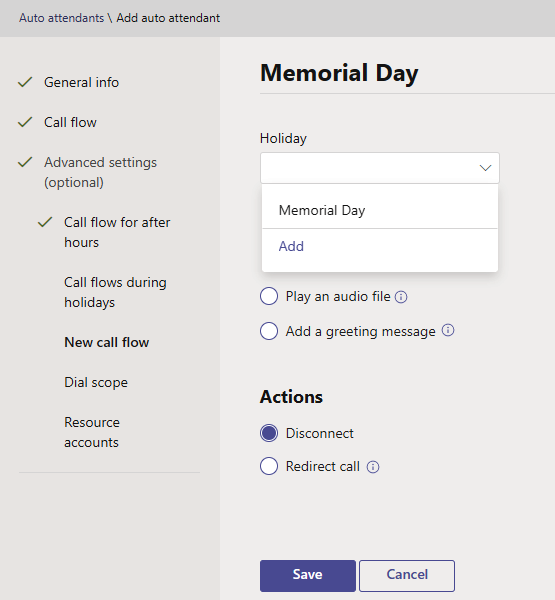 Auto attendants \ Add auto attendant
General info
Call flow
Advanced settings
(optional)
Call flow for after
hours
Call flows during
holidays
New call flow
Dial scope
Resource
accounts
Memorial Day
Holiday
Memorial Day
Add
Play an audio file
Add a greeting message
Actions
Disconnect
Redirect call
Save
Cancel